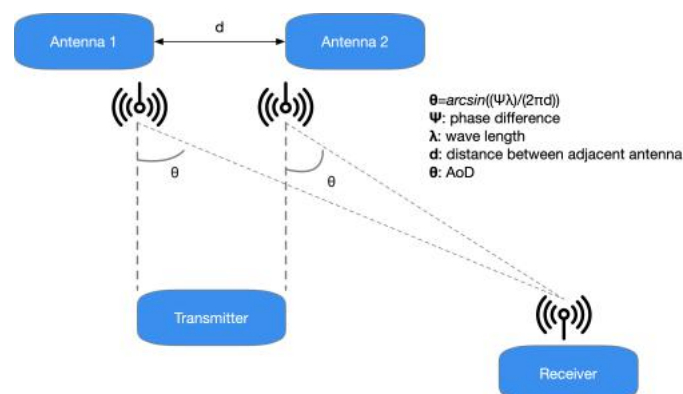 Antenna 1
d
Antenna 2
θ=arcsin((Ψλ)/(2πd))
Ψ: phase difference
λ: wave length
d: distance between adjacent antenna
θ: AoD
θ
θ
Transmitter
Receiver